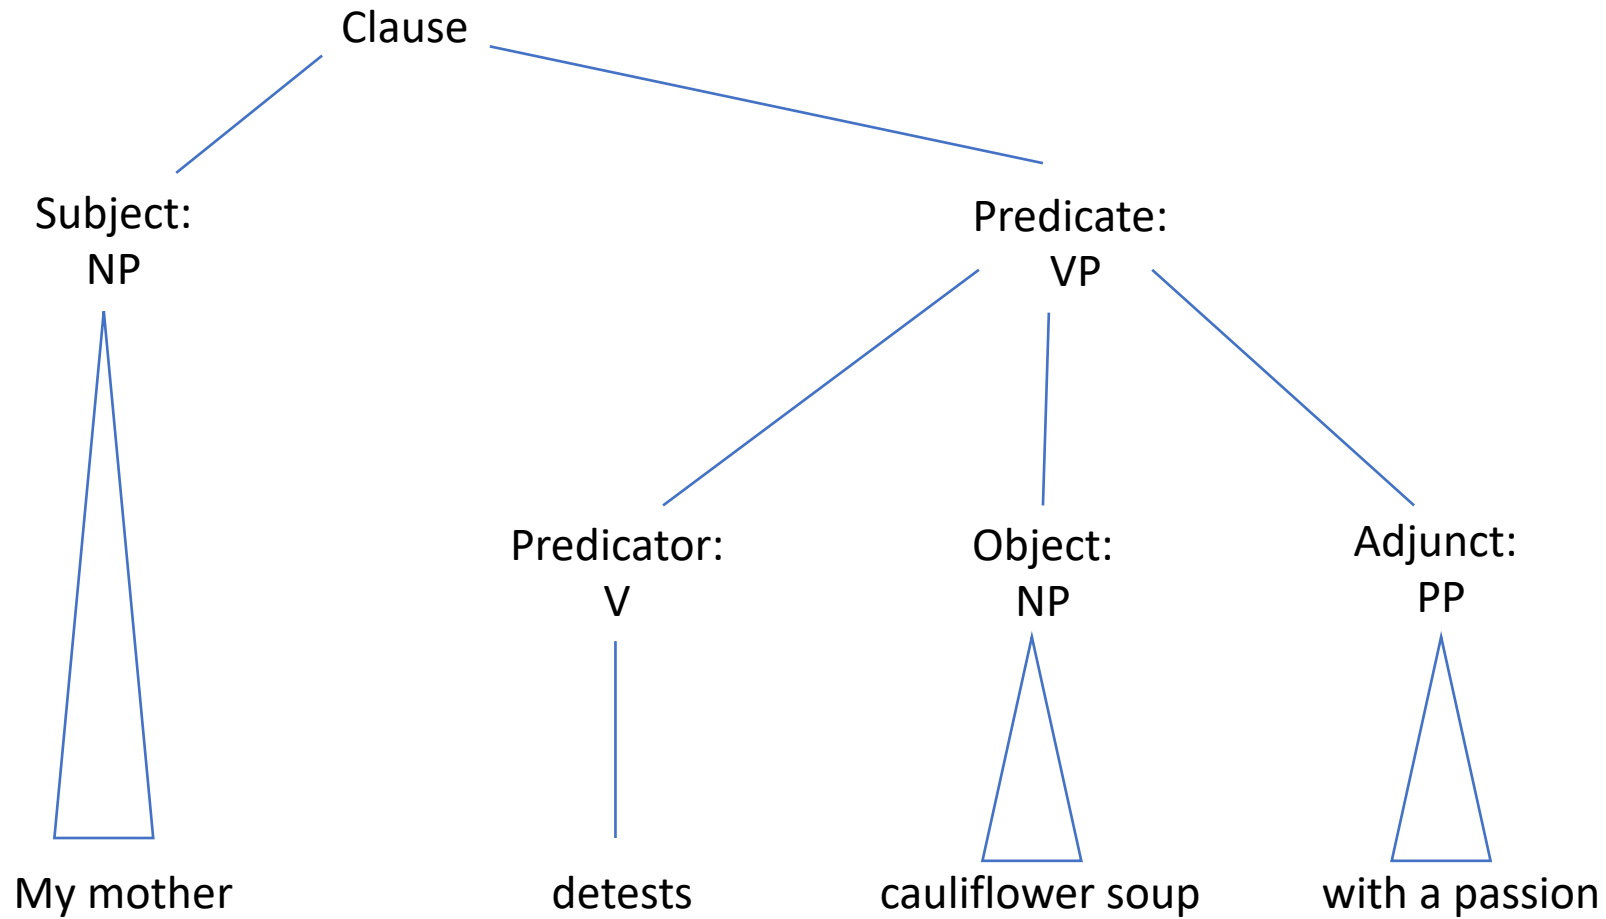 Clause
Subject:
NP
Predicate:
VP
Predicator:
V
Object:
NP
Adjunct:
PP
My mother
detests
cauliflower soup
with a passion